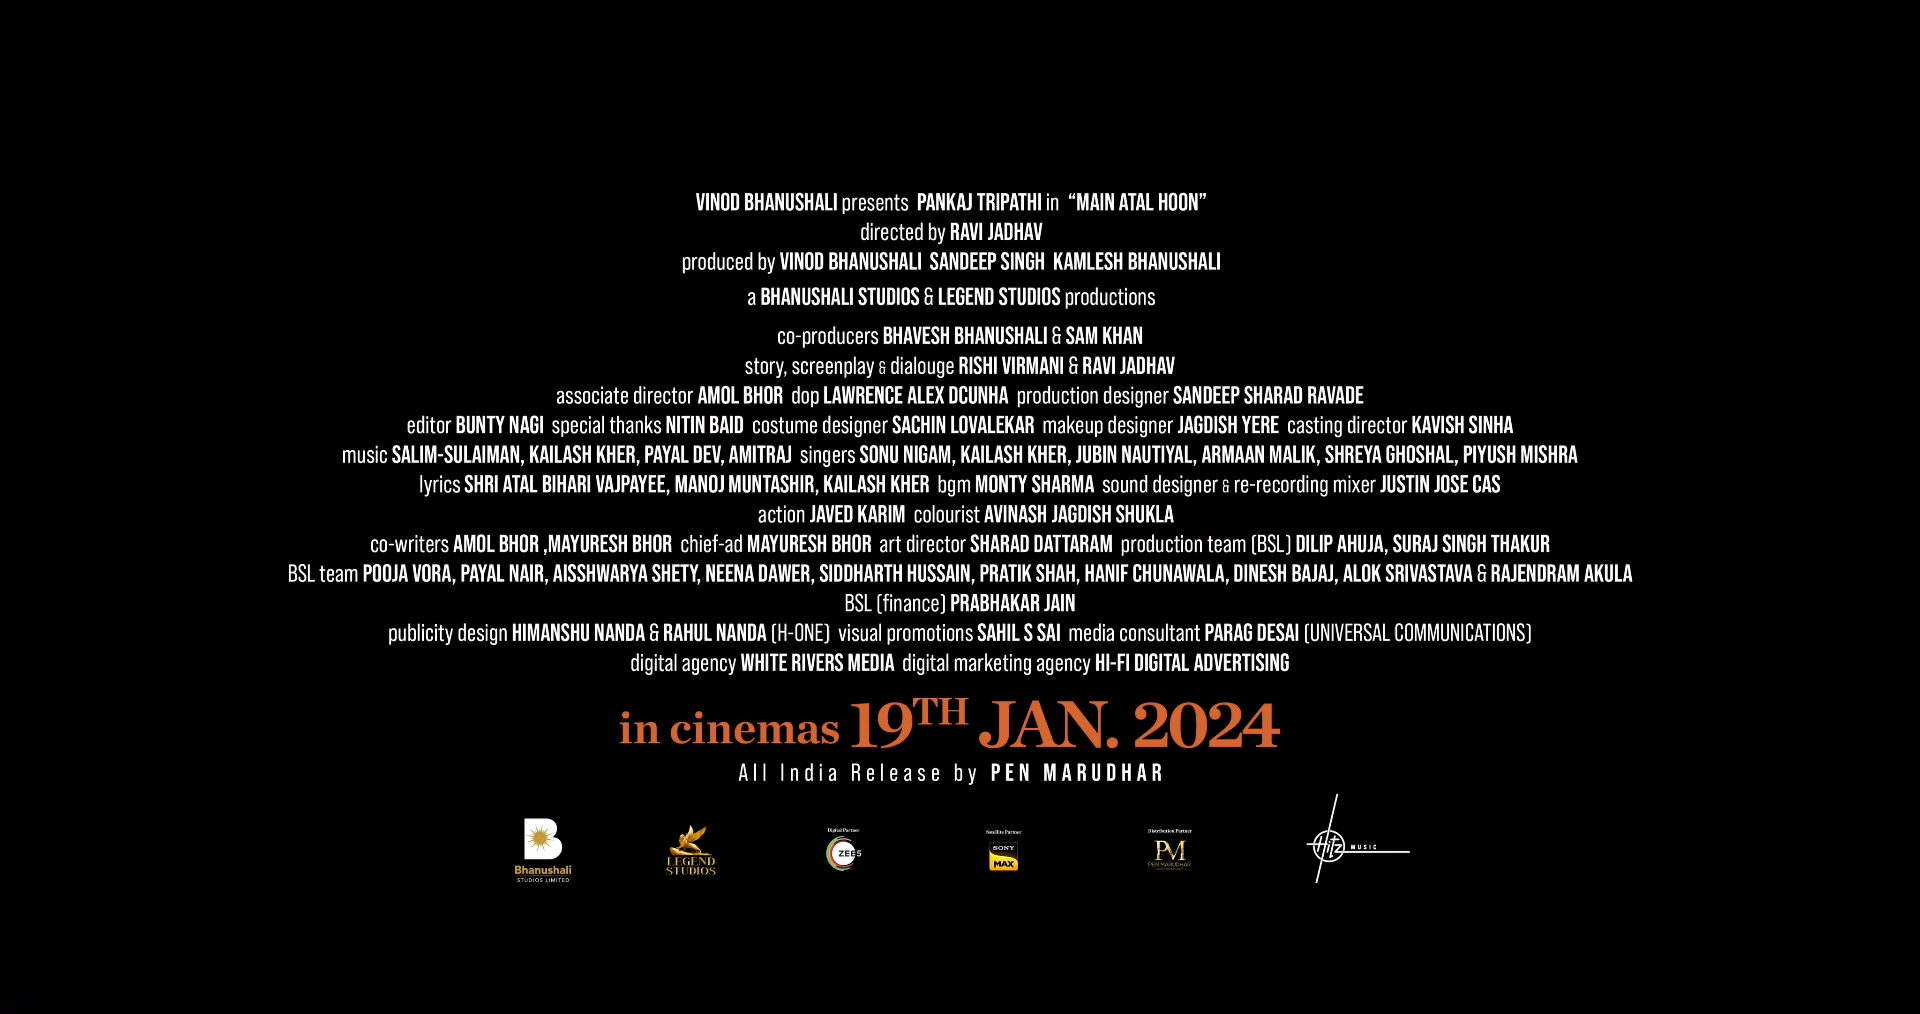 VINOD BHANUSHALI presents PANKAJ TRIPATHI in “MAIN ATAL HOON”
directed by RAVI JADHAV
produced by VINOD BHANUSHALI SANDEEP SINGH KAMLESH BHANUSHALI
a BHANUSHALI STUDIOS & LEGEND STUDIOS productions
co-producers BHAVESH BHANUSHALI & SAM KHAN
story, screenplay & dialouge RISHI VIRMANI & RAVI JADHAV
associate director AMOL BHOR dop LAWRENCE ALEX DCUNHA production designer SANDEEP SHARAD RAVADE
editor BUNTY NAGI special thanks NITIN BAID costume designer SACHIN LOVALEKAR makeup designer JAGDISH YERE casting director KAVISH SINHA
music SALIM-SULAIMAN, KAILASH KHER, PAYAL DEV, AMITRAJ singers SONU NIGAM, KAILASH KHER, JUBIN NAUTIYAL, ARMAAN MALIK, SHREYA GHOSHAL, PIYUSH MISHRA
lyrics SHRI ATAL BIHARI VAJPAYEE, MANOJ MUNTASHIR, KAILASH KHER bgm MONTY SHARMA sound designer & re-recording mixer JUSTIN JOSE CAS
action JAVED KARIM colourist AVINASH JAGDISH SHUKLA
co-writers AMOL BHOR ,MAYURESH BHOR chief-ad MAYURESH BHOR art director SHARAD DATTARAM production team (BSL) DILIP AHUJA, SURAJ SINGH THAKUR
BSL team POOJA VORA, PAYAL NAIR, AISSHWARYA SHETY, NEENA DAWER, SIDDHARTH HUSSAIN, PRATIK SHAH, HANIF CHUNAWALA, DINESH BAJAJ, ALOK SRIVASTAVA & RAJENDRAM AKULA
BSL (finance) PRABHAKAR JAIN
publicity design HIMANSHU NANDA & RAHUL NANDA (H-ONE) visual promotions SAHIL S SAI media consultant PARAG DESAI (UNIVERSAL COMMUNICATIONS)
digital agency WHITE RIVERS MEDIA digital marketing agency HI-FI DIGITAL ADVERTISING
in cinemas 19TH JAN. 2024
All India Release by PEN MARUDHAR
B
Bhanushali
STUDIOS LIMITED
LEGEND
STUDIOS
Digital Partner
ZEE5
Satellite Partner
SONY
MAX
Distribution Partner
PM
PEN MARUDHAR
Hitz MUSIC